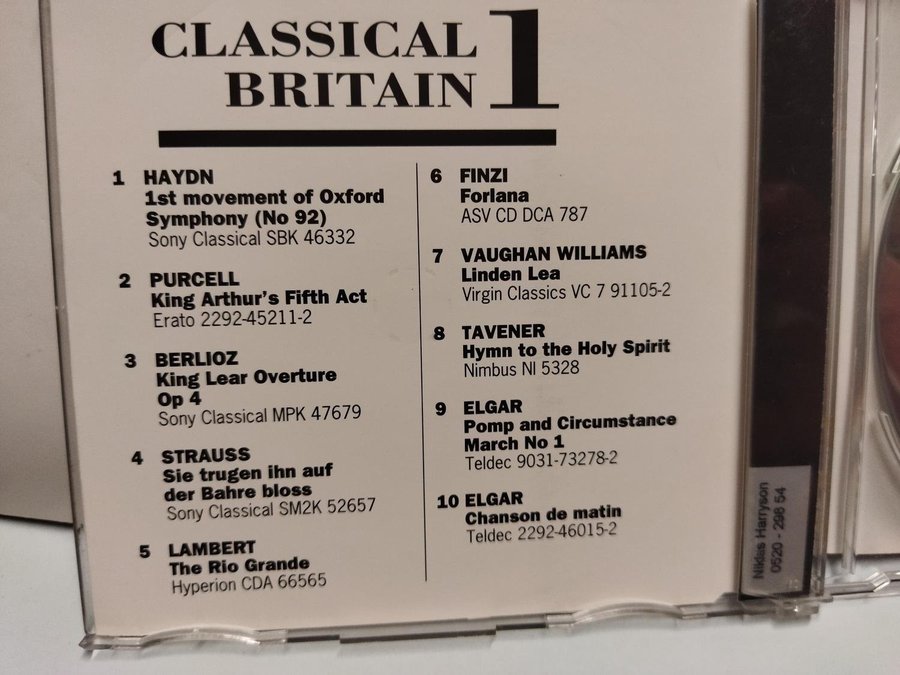 CLASSICAL 1
BRITAIN
1 HAYDN
1st movement of Oxford
Symphony (No 92)
Sony Classical SBK 46332
2 PURCELL
King Arthur's Fifth Act
Erato 2292-45211-2
3 BERLIOZ
King Lear Overture
Op 4
Sony Classical MPK 47679
4 STRAUSS
Sie trugen ihn auf
der Bahre bloss
Sony Classical SM2K 52657
5 LAMBERT
The Rio Grande
Hyperion CDA 66565
6 FINZI
Forlana
ASV CD DCA 787
7 VAUGHAN WILLIAMS
Linden Lea
Virgin Classics VC 7 91105-2
8 TAVENER
Hymn to the Holy Spirit
Nimbus NI 5328
9 ELGAR
Pomp and Circumstance
March No 1
Teldec 9031-73278-2
10 ELGAR
Chanson de matin
Teldec 2292-46015-2
Niklas Harryson
0520 - 296 54